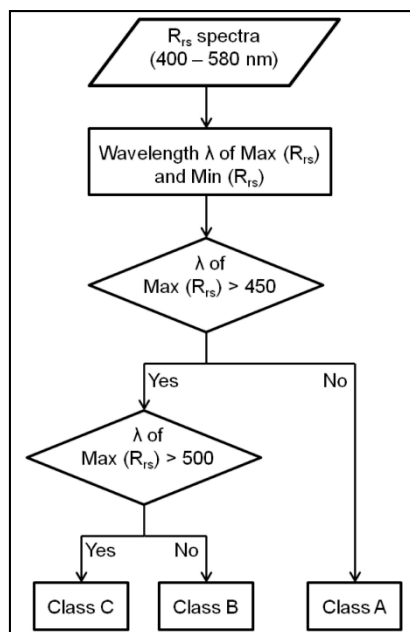 Rrs spectra
(400 – 580 nm)
Wavelength λ of Max (Rrs)
and Min (Rrs)
λ of
Max (Rrs) > 450
Yes
No
λ of
Max (Rrs) > 500
Yes
No
Class C
Class B
Class A